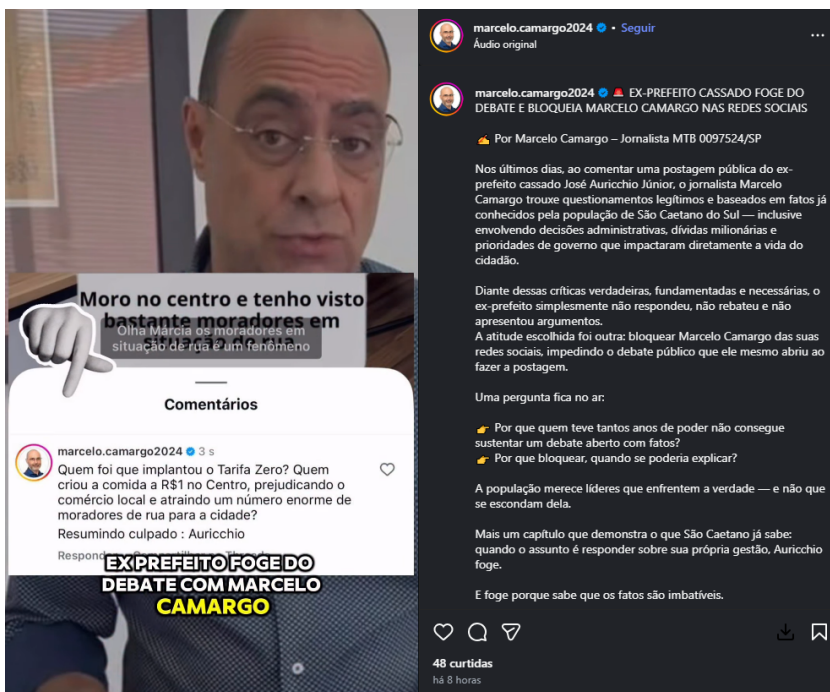 Moro no centro e tenho visto
bastante moradores em
situação de rua
Olha Márcia os moradores em
situação de rua é um fenômeno
Comentários
marcelo.camargo2024 3 s
Quem foi que implantou o Tarifa Zero? Quem
criou a comida a R$1 no Centro, prejudicando o
comércio local e atraindo um número enorme de
moradores de rua para a cidade?
Resumindo culpado : Auricchio
EX PREFEITO FOGE DO
DEBATE COM MARCELO
CAMARGO
marcelo.camargo2024 • Seguir
Áudio original
marcelo.camargo2024 🚨 EX-PREFEITO CASSADO FOGE DO
DEBATE E BLOQUEIA MARCELO CAMARGO NAS REDES SOCIAIS
✍️ Por Marcelo Camargo – Jornalista MTB 0097524/SP
Nos últimos dias, ao comentar uma postagem pública do ex-
prefeito cassado José Auricchio Júnior, o jornalista Marcelo
Camargo trouxe questionamentos legítimos e baseados em fatos já
conhecidos pela população de São Caetano do Sul — inclusive
envolvendo decisões administrativas, dívidas milionárias e
prioridades de governo que impactaram diretamente a vida do
cidadão.
Diante dessas críticas verdadeiras, fundamentadas e necessárias, o
ex-prefeito simplesmente não respondeu, não rebateu e não
apresentou argumentos.
A atitude escolhida foi outra: bloquear Marcelo Camargo das suas
redes sociais, impedindo o debate público que ele mesmo abriu ao
fazer a postagem.
Uma pergunta fica no ar:
👉 Por que quem teve tantos anos de poder não consegue
sustentar um debate aberto com fatos?
👉 Por que bloquear, quando se poderia explicar?
A população merece líderes que enfrentem a verdade — e não que
se escondam dela.
Mais um capítulo que demonstra o que São Caetano já sabe:
quando o assunto é responder sobre sua própria gestão, Auricchio
foge.
E foge porque sabe que os fatos são imbatíveis.
48 curtidas
há 8 horas